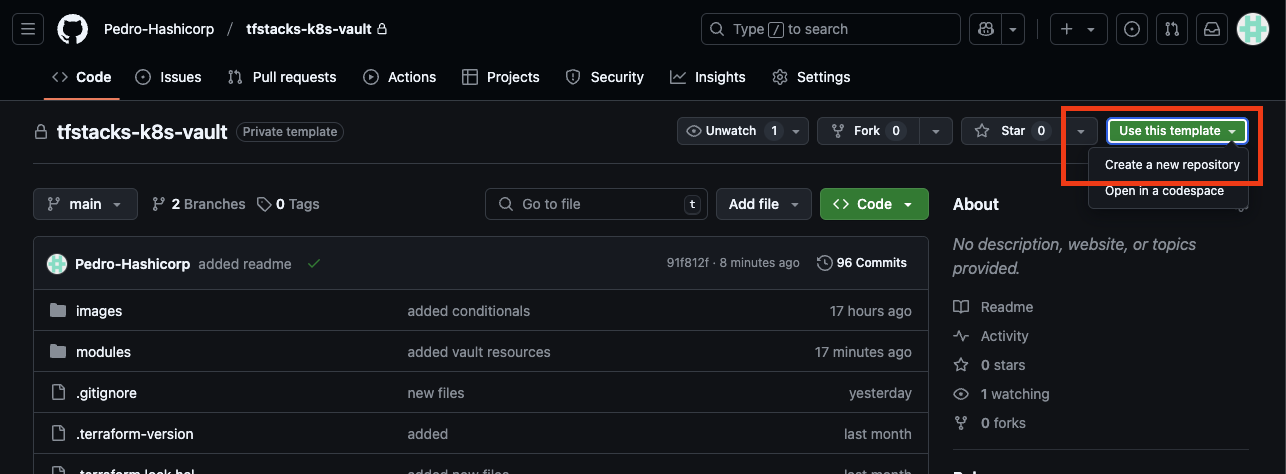 Pedro-Hashicorp / tfstacks-k8s-vault
Type / to search
Code Issues Pull requests Actions Projects Security Insights Settings
tfstacks-k8s-vault Private template
Unwatch 1 Fork 0 Star 0 Use this template
Create a new repository
Open in a codespace
main 2 Branches 0 Tags
Go to file t Add file Code
Pedro-Hashicorp added readme 91f812f · 8 minutes ago 96 Commits
images added conditionals 17 hours ago
modules added vault resources 17 minutes ago
.gitignore new files yesterday
.terraform-version added last month
About
No description, website, or topics
provided.
Readme
Activity
0 stars
1 watching
0 forks